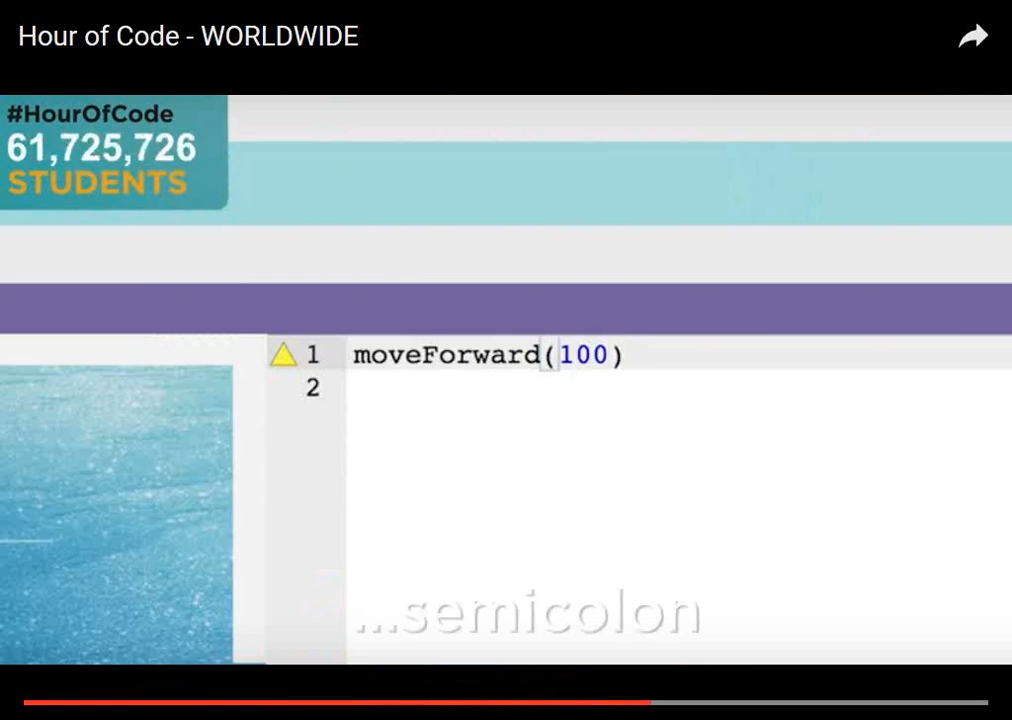 Hour of Code - WORLDWIDE
#HourOfCode
61,725,726
STUDENTS
1 moveForward(100)
2
...semicolon